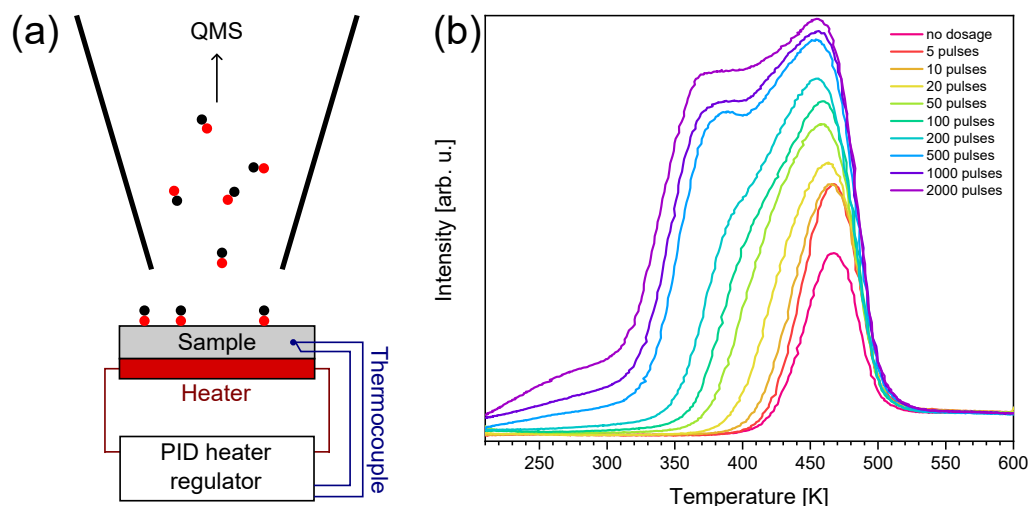 (a)
QMS
Sample
Heater
Thermocouple
PID heater
regulator
(b)
Intensity [arb. u.]
no dosage
5 pulses
10 pulses
20 pulses
50 pulses
100 pulses
200 pulses
500 pulses
1000 pulses
2000 pulses
250 300 350 400 450 500 550 600
Temperature [K]